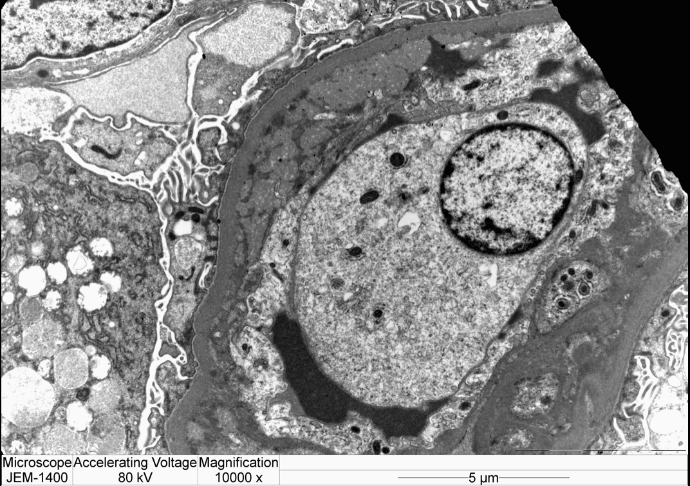 Microscope Accelerating Voltage Magnification
JEM-1400 80 kV 10000 x 5 µm